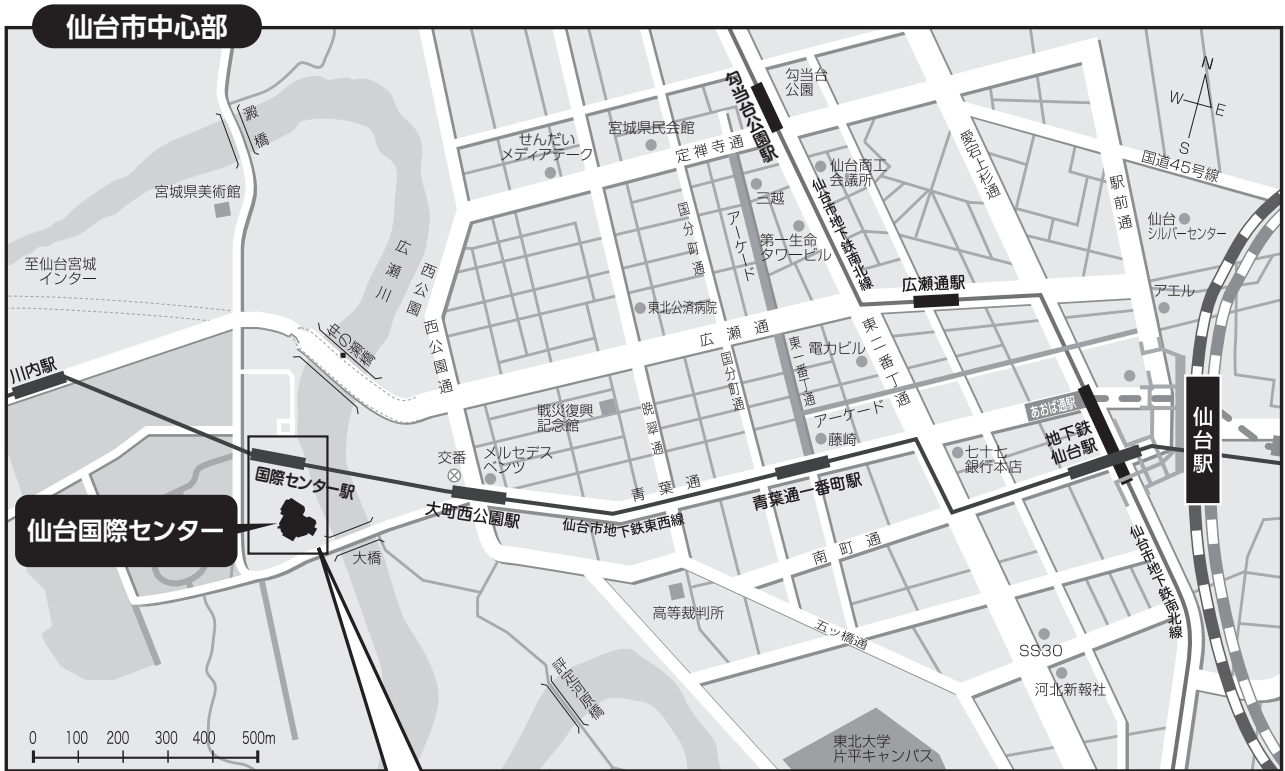 仙台市中心部
N
W
E
S
澱橋
宮城県美術館
至仙台宮城
インター
広瀬川
西公園
西公園通
せんだい
メディアテーク
宮城県民会館
定禅寺通
勾当台公園駅
勾当台
公園
仙台商工
会議所
三越
第一生命
タワービル
アーケード
国分町通
仙台市地下鉄南北線
愛宕上杉通
国道45号線
駅前通
仙台
シルバーセンター
アエル
広瀬通駅
東北公済病院
広瀬通
東二番丁通
電力ビル
東一番丁通
国分町通
晩翠通
戦災復興
記念館
アーケード
藤崎
あおば通駅
地下鉄
仙台駅
仙台駅
七十七
銀行本店
川内駅
仲の瀬橋
国際センター駅
仙台国際センター
大橋
交番
メルセデス
ベンツ
大町西公園駅
青葉通
仙台市地下鉄東西線
青葉通一番町駅
南町通
仙台市地下鉄南北線
高等裁判所
五ツ橋通
SS30
河北新報社
評定河原橋
東北大学
片平キャンパス
0 100 200 300 400 500m